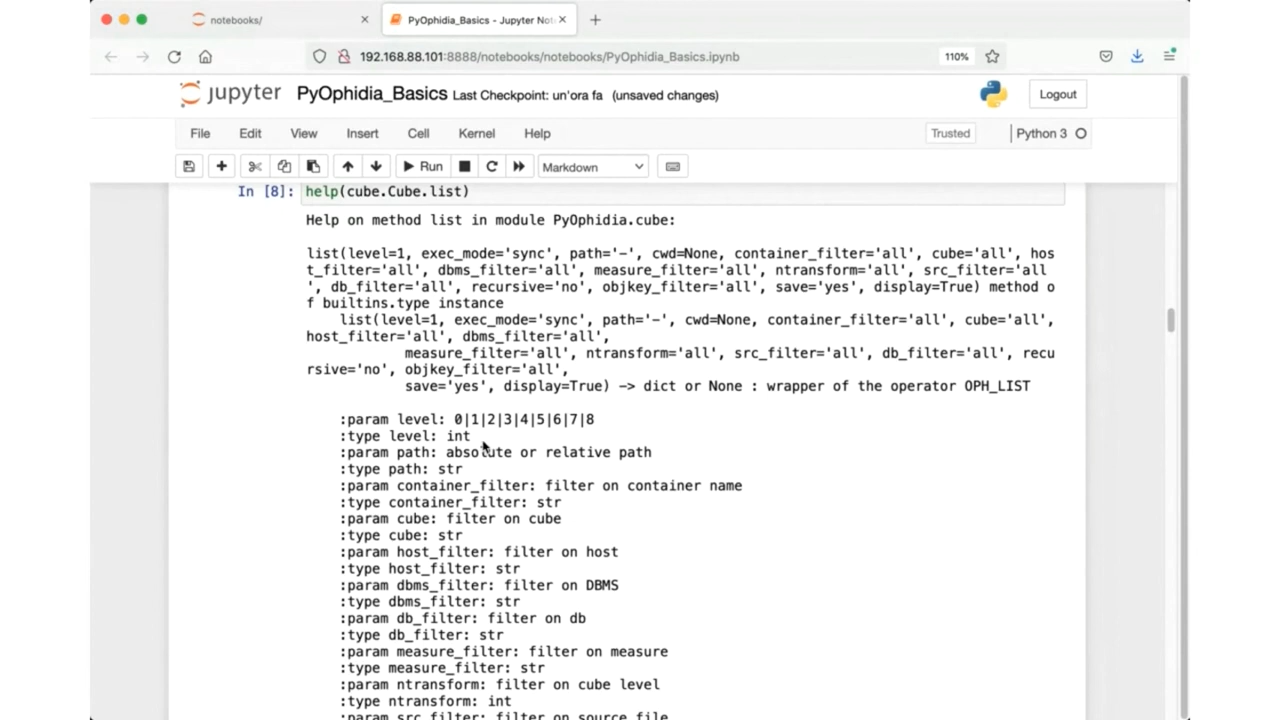 notebooks/
PyOphidia_Basics - Jupyter Not
192.168.88.101:8888/notebooks/notebooks/PyOphidia_Basics.ipynb
110%
jupyter PyOphidia_Basics Last Checkpoint: un'ora fa (unsaved changes)
Logout
File Edit View Insert Cell Kernel Help
Trusted
Python 3
Run
Markdown
In [8]: help(cube.Cube.list)
Help on method list in module PyOphidia.cube:
list(level=1, exec_mode='sync', path='-', cwd=None, container_filter='all', cube='all', hos
t_filter='all', dbms_filter='all', measure_filter='all', ntransform='all', src_filter='all
', db_filter='all', recursive='no', objkey_filter='all', save='yes', display=True) method o
f builtins.type instance
list(level=1, exec_mode='sync', path='-', cwd=None, container_filter='all', cube='all',
host_filter='all', dbms_filter='all',
measure_filter='all', ntransform='all', src_filter='all', db_filter='all', recu
rsive='no', objkey_filter='all',
save='yes', display=True) -> dict or None : wrapper of the operator OPH_LIST
:param level: 0|1|2|3|4|5|6|7|8
:type level: int
:param path: absolute or relative path
:type path: str
:param container_filter: filter on container name
:type container_filter: str
:param cube: filter on cube
:type cube: str
:param host_filter: filter on host
:type host_filter: str
:param dbms_filter: filter on DBMS
:type dbms_filter: str
:param db_filter: filter on db
:type db_filter: str
:param measure_filter: filter on measure
:type measure_filter: str
:param ntransform: filter on cube level
:type ntransform: int
:param src_filter: filter on source file